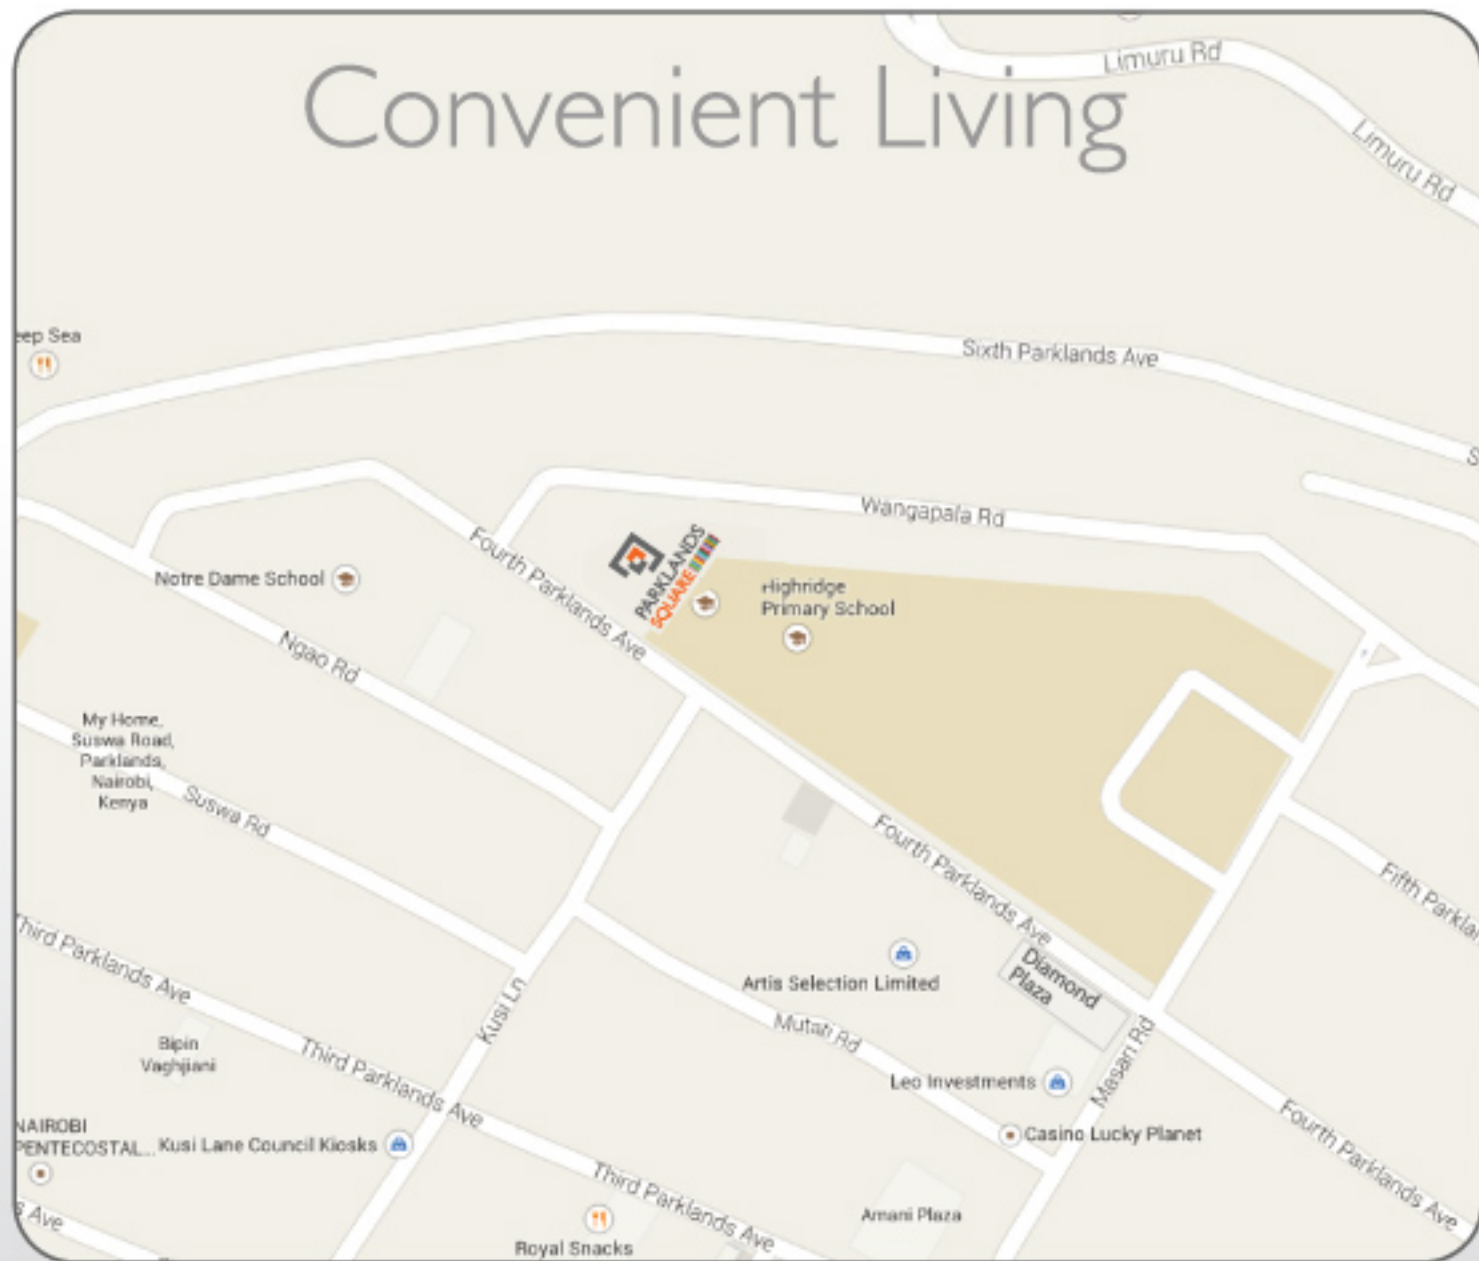 Convenient Living
Limuru Rd
Limuru Rd
eep Sea
Sixth Parklands Ave
S
Wangapala Rd
Fourth Parklands Ave
PARKLANDS
SQUARE
Notre Dame School
Highridge
Primary School
Ngao Rd
My Home,
Suswa Road,
Parklands,
Nairobi,
Kenya
Suswa Rd
Fourth Parklands Ave
Fifth Parklan
Third Parklands Ave
Diamond
Plaza
Artis Selection Limited
Kusi Ln
Mutati Rd
Masari Rd
Bipin
Vaghjiani
Third Parklands Ave
Leo Investments
NAIROBI
PENTECOSTAL...
Kusi Lane Council Kiosks
Casino Lucky Planet
Fourth Parklands Ave
Third Parklands Ave
s Ave
Amani Plaza
Royal Snacks